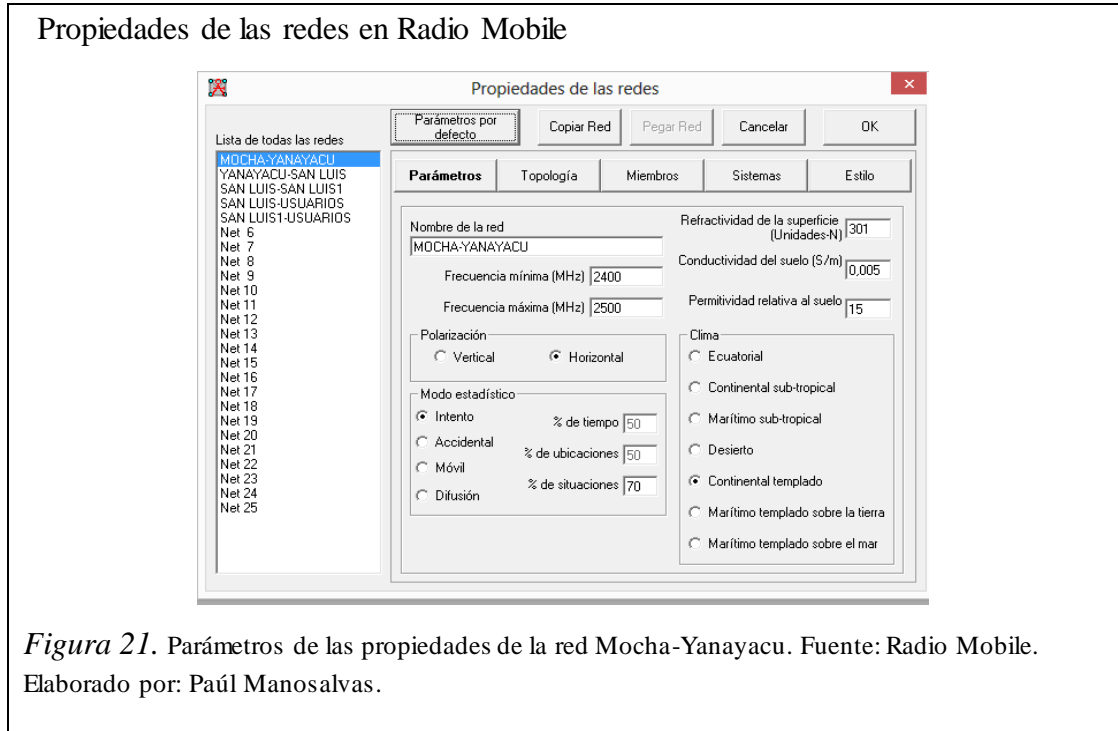 Propiedades de las redes en Radio Mobile
Propiedades de las redes
Lista de todas las redes
Parámetros por
defecto
Copiar Red
Pegar Red
Cancelar
OK
MOCHA-YANAYACU
YANAYACU-SAN LUIS
SAN LUIS-SAN LUIS1
SAN LUIS-USUARIOS
SAN LUIS1-USUARIOS
Net 6
Net 7
Net 8
Net 9
Net 10
Net 11
Net 12
Net 13
Net 14
Net 15
Net 16
Net 17
Net 18
Net 19
Net 20
Net 21
Net 22
Net 23
Net 24
Net 25
Parámetros
Topología
Miembros
Sistemas
Estilo
Nombre de la red
MOCHA-YANAYACU
Frecuencia mínima (MHz) 2400
Frecuencia máxima (MHz) 2500
Polarización
Vertical
Horizontal
Modo estadístico
Intento
Accidental
Móvil
Difusión
% de tiempo 50
% de ubicaciones 50
% de situaciones 70
Refractividad de la superficie
(Unidades-N) 301
Conductividad del suelo (S/m) 0,005
Permitividad relativa al suelo 15
Clima
Ecuatorial
Continental sub-tropical
Marítimo sub-tropical
Desierto
Continental templado
Marítimo templado sobre la tierra
Marítimo templado sobre el mar
Figura 21. Parámetros de las propiedades de la red Mocha-Yanayacu. Fuente: Radio Mobile.
Elaborado por: Paúl Manosalvas.